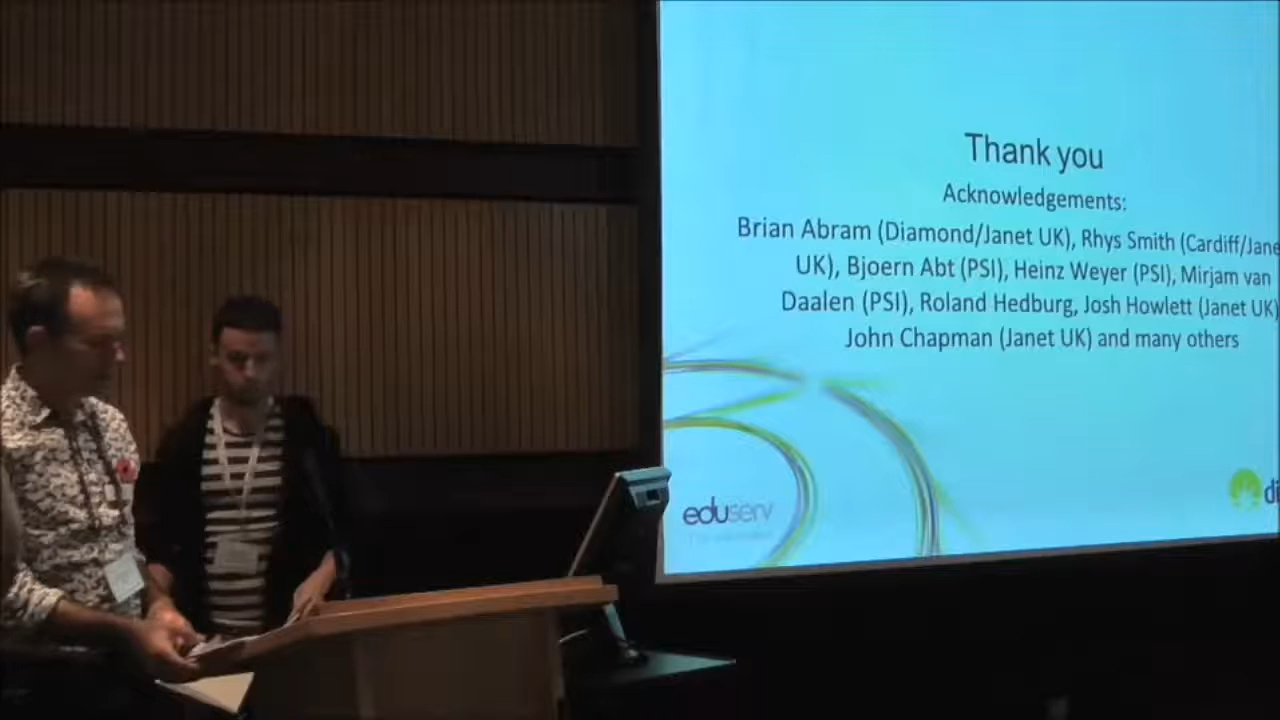 Thank you
Acknowledgements:
Brian Abram (Diamond/Janet UK), Rhys Smith (Cardiff/Jane
UK), Bjoern Abt (PSI), Heinz Weyer (PSI), Mirjam van
Daalen (PSI), Roland Hedburg, Josh Howlett (Janet UK)
John Chapman (Janet UK) and many others
eduserv
di